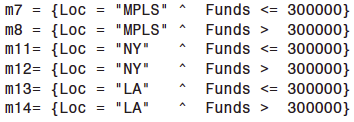 m7 = {Loc = "MPLS" ^ Funds <= 300000}
m8 = {Loc = "MPLS" ^ Funds > 300000}
m11= {Loc = "NY" ^ Funds <= 300000}
m12= {Loc = "NY" ^ Funds > 300000}
m13= {Loc = "LA" ^ Funds <= 300000}
m14= {Loc = "LA" ^ Funds > 300000}